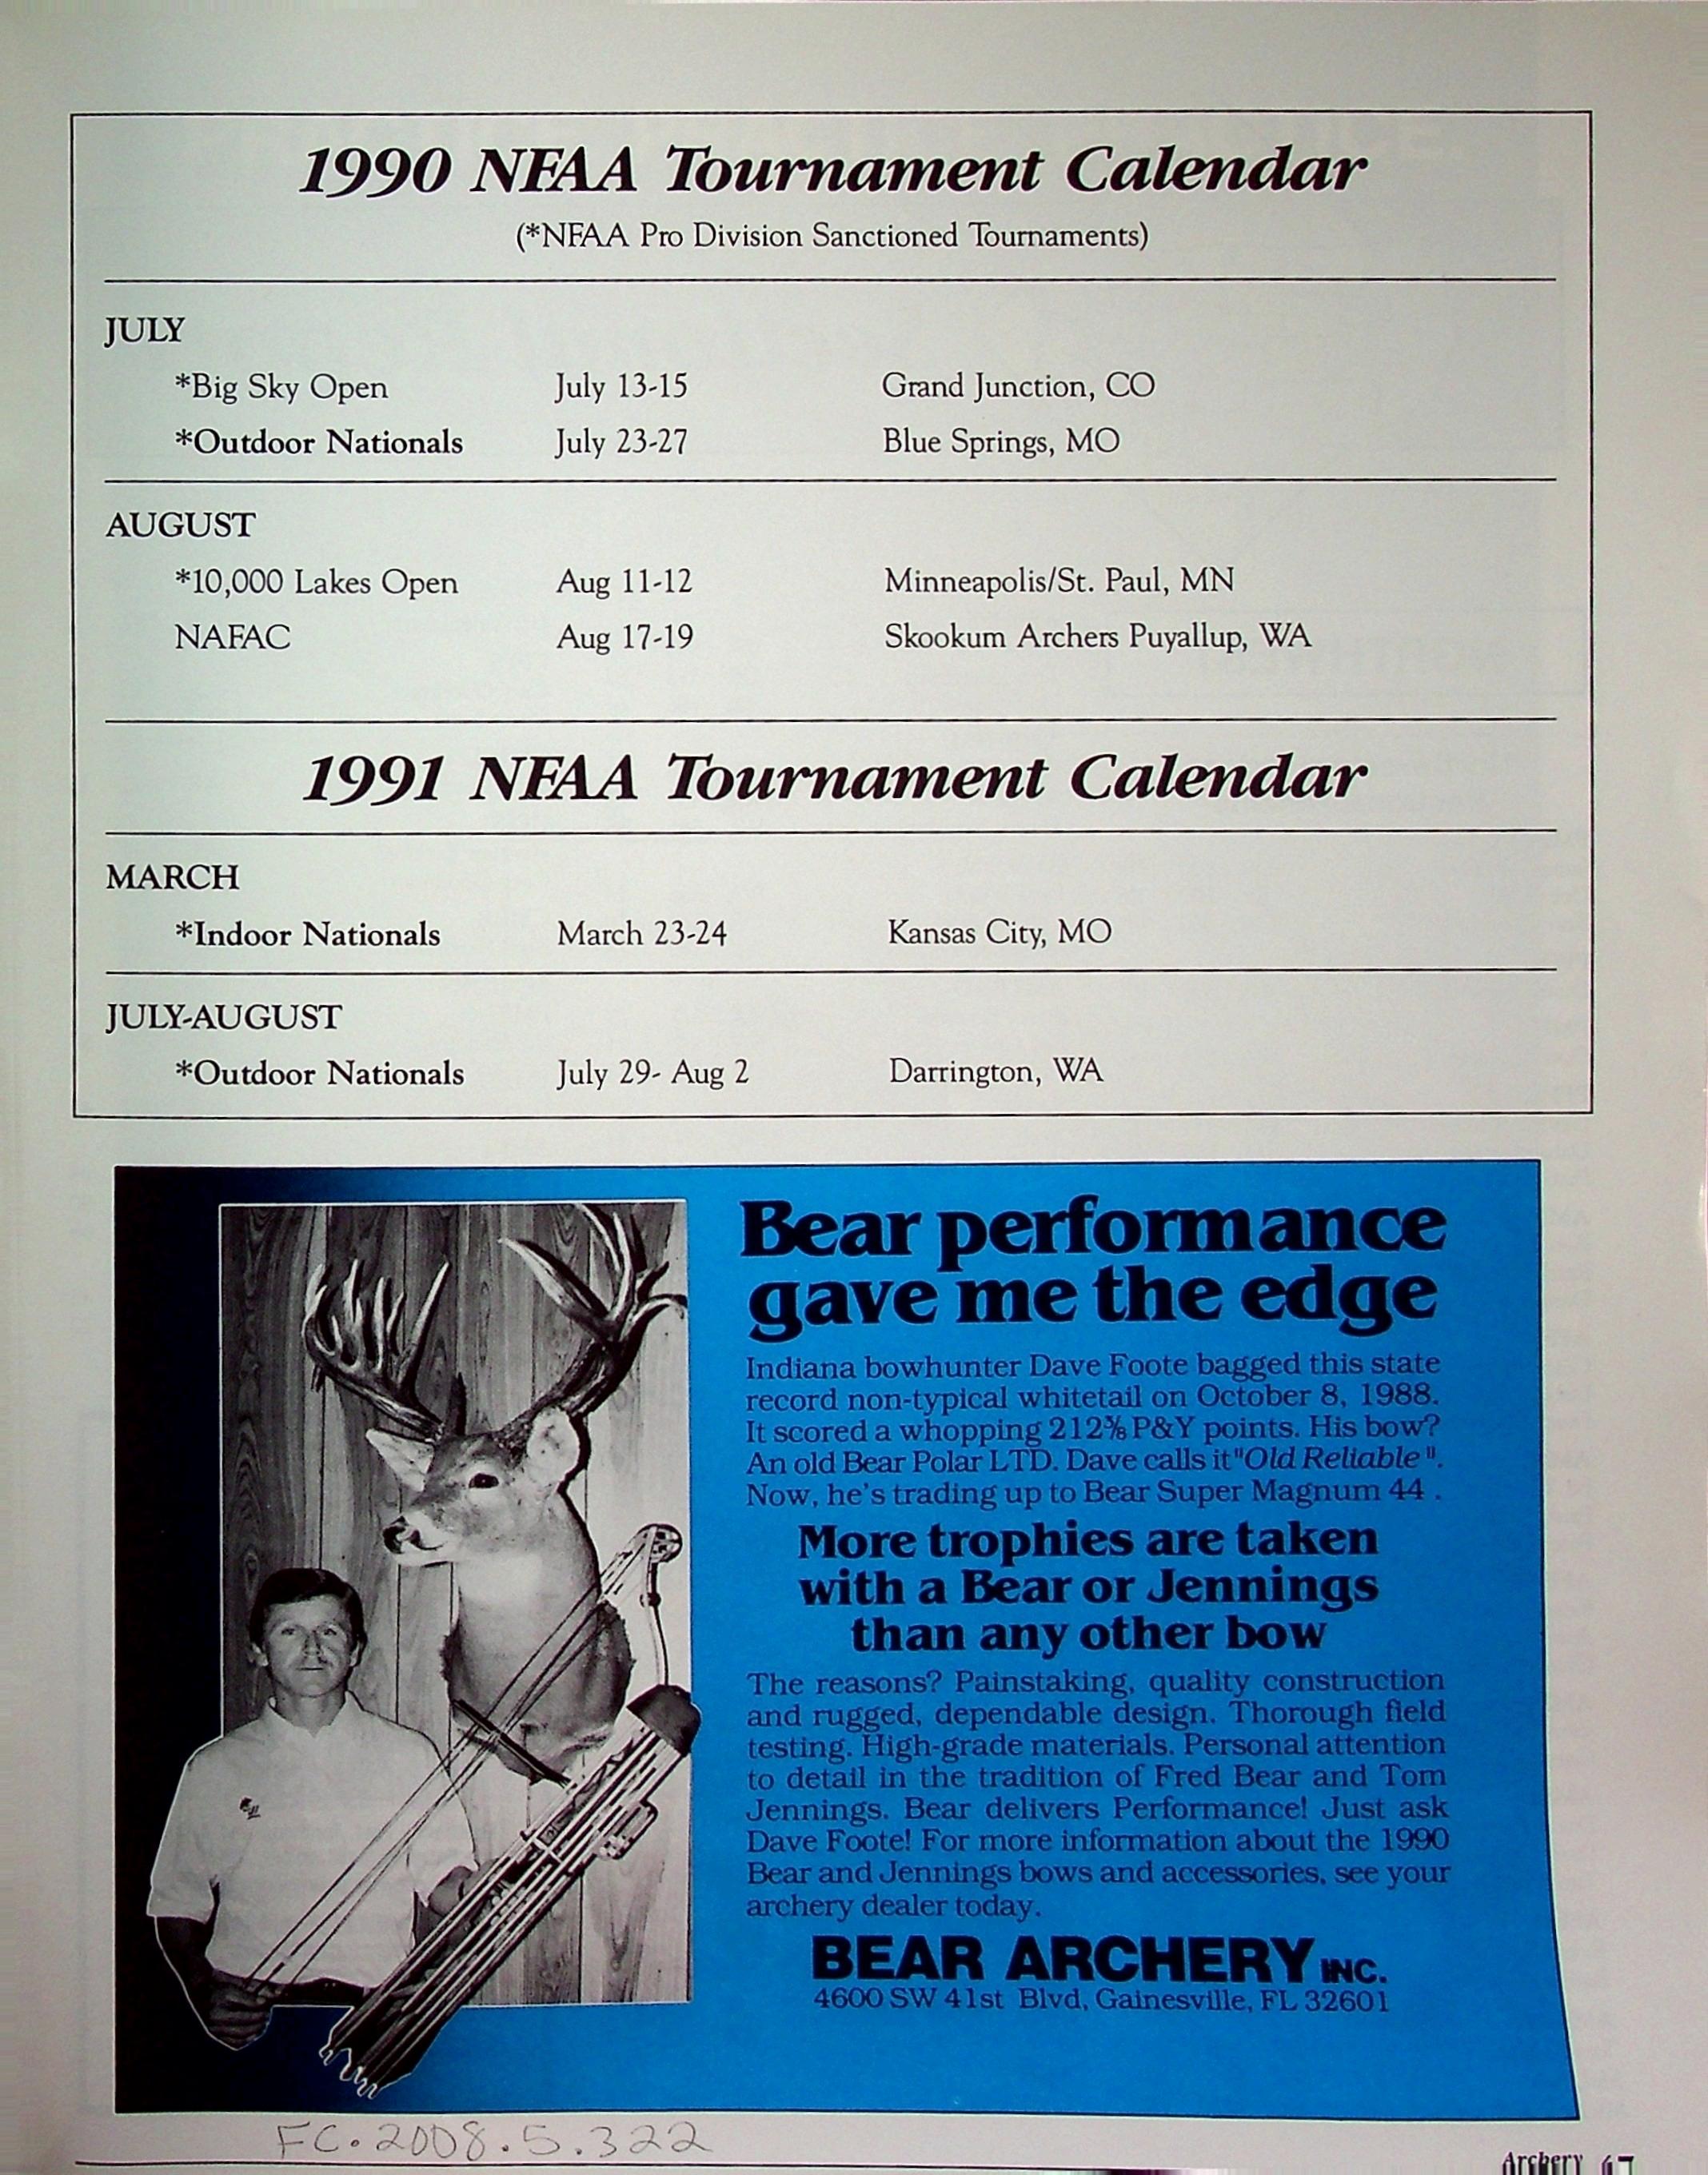 1990 NFAA Tournament Calendar
(*NFAA Pro Division Sanctioned Tournaments)
JULY
*Big Sky Open July 13-15 Grand Junction, CO
*Outdoor Nationals July 23-27 Blue Springs, MO
AUGUST
*10,000 Lakes Open Aug 11-12 Minneapolis/St. Paul, MN
NAFAC Aug 17-19 Skookum Archers Puyallup, WA
1991 NFAA Tournament Calendar
MARCH
*Indoor Nationals March 23-24 Kansas City, MO
JULY-AUGUST
*Outdoor Nationals July 29- Aug 2 Darrington, WA
Bear performance
gave me the edge
Indiana bowhunter Dave Foote bagged this state
record non-typical whitetail on October 8, 1988.
It scored a whopping P&Y points. His bow?
An old Bear Polar LTD. Dave calls it "Old Reliable".
Now, he's trading up to Bear Super Magnum 44 .
More trophies are taken
with a Bear or Jennings
than any other bow
The reasons? Painstaking, quality construction
and rugged, dependable design. Thorough field
testing. High-grade materials. Personal attention
to detail in the tradition of Fred Bear and Tom
Jennings. Bear delivers Performance! Just ask
Dave Foote! For more information about the 1990
Bear and Jennings bows and accessories, see your
archery dealer today.
BEAR ARCHERY INC.
4600 SW 41st Blvd, Gainesville, FL 32601
FC.2008.5.322
Archery